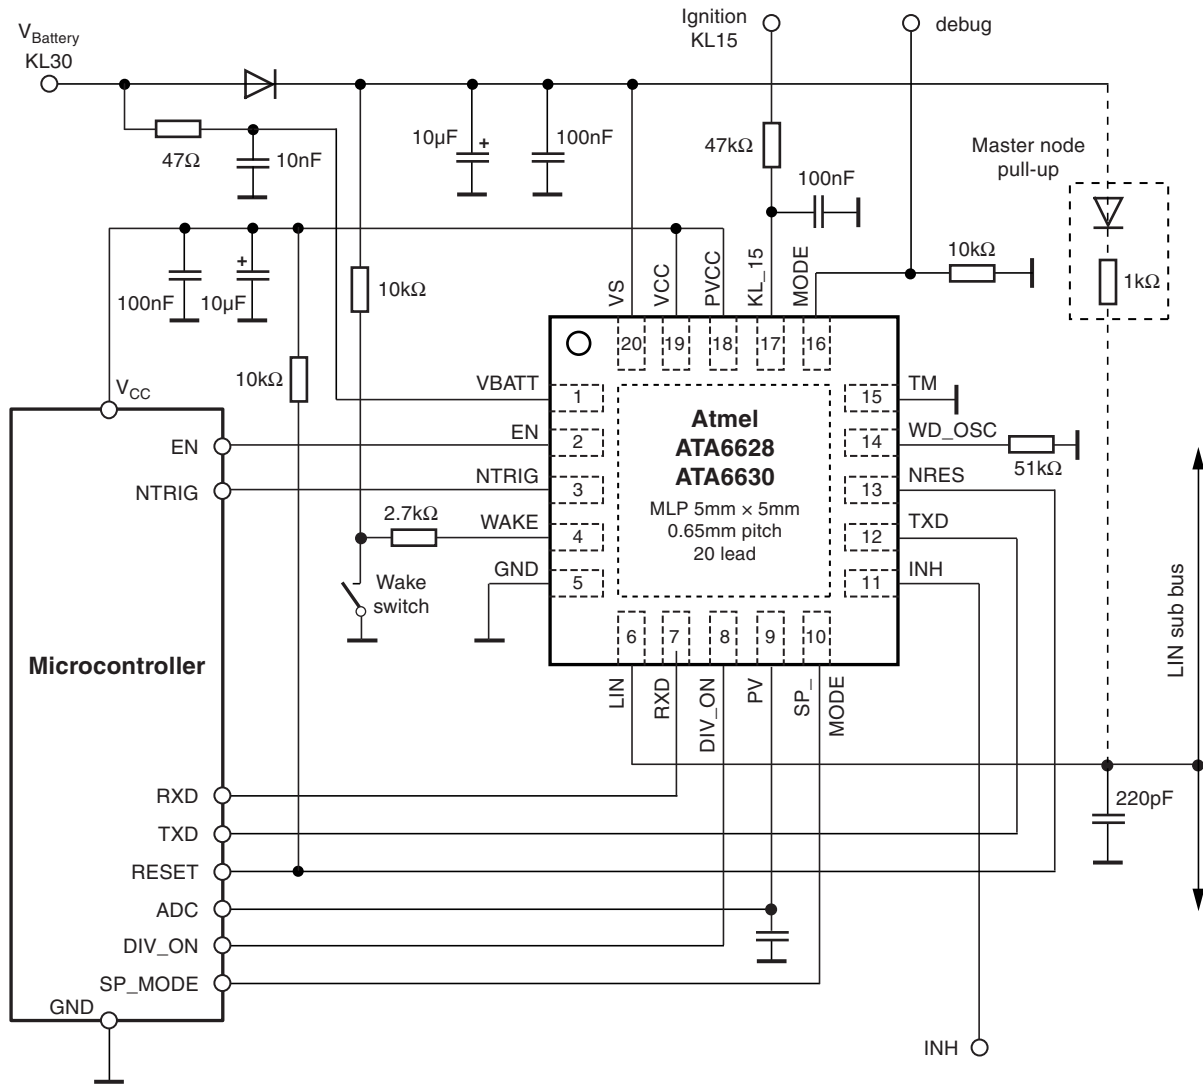 V_Battery
KL30
Ignition
KL15
debug
47Ω
10nF
10µF
+
100nF
47kΩ
100nF
Master node
pull-up
10kΩ
1kΩ
100nF
+
10µF
10kΩ
10kΩ
VS
VCC
PVCC
KL_15
MODE
20
19
18
17
16
V_CC
VBATT
1
EN
2
NTRIG
3
2.7kΩ
WAKE
4
GND
5
Wake
switch
Atmel
ATA6628
ATA6630
MLP 5mm × 5mm
0.65mm pitch
20 lead
15
TM
14
WD_OSC
51kΩ
13
NRES
12
TXD
11
INH
6
7
8
9
10
LIN
RXD
DIV_ON
PV
SP_
MODE
LIN sub bus
220pF
EN
NTRIG
Microcontroller
RXD
TXD
RESET
ADC
DIV_ON
SP_MODE
GND
INH